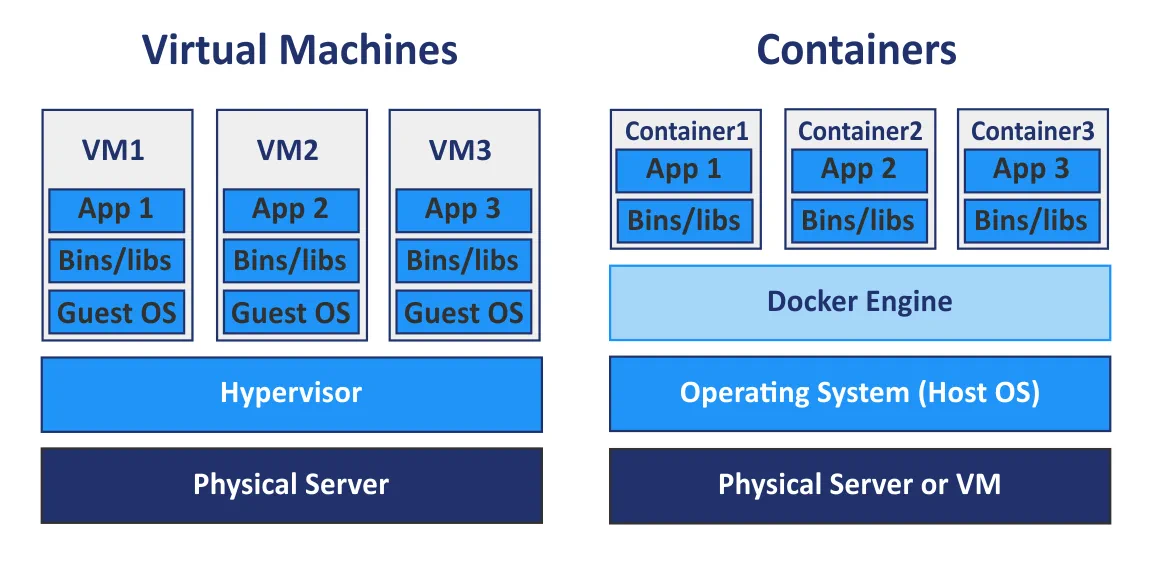 Virtual Machines
VM1
App 1
Bins/libs
Guest OS
VM2
App 2
Bins/libs
Guest OS
VM3
App 3
Bins/libs
Guest OS
Hypervisor
Physical Server
Containers
Container1
App 1
Bins/libs
Container2
App 2
Bins/libs
Container3
App 3
Bins/libs
Docker Engine
Operating System (Host OS)
Physical Server or VM